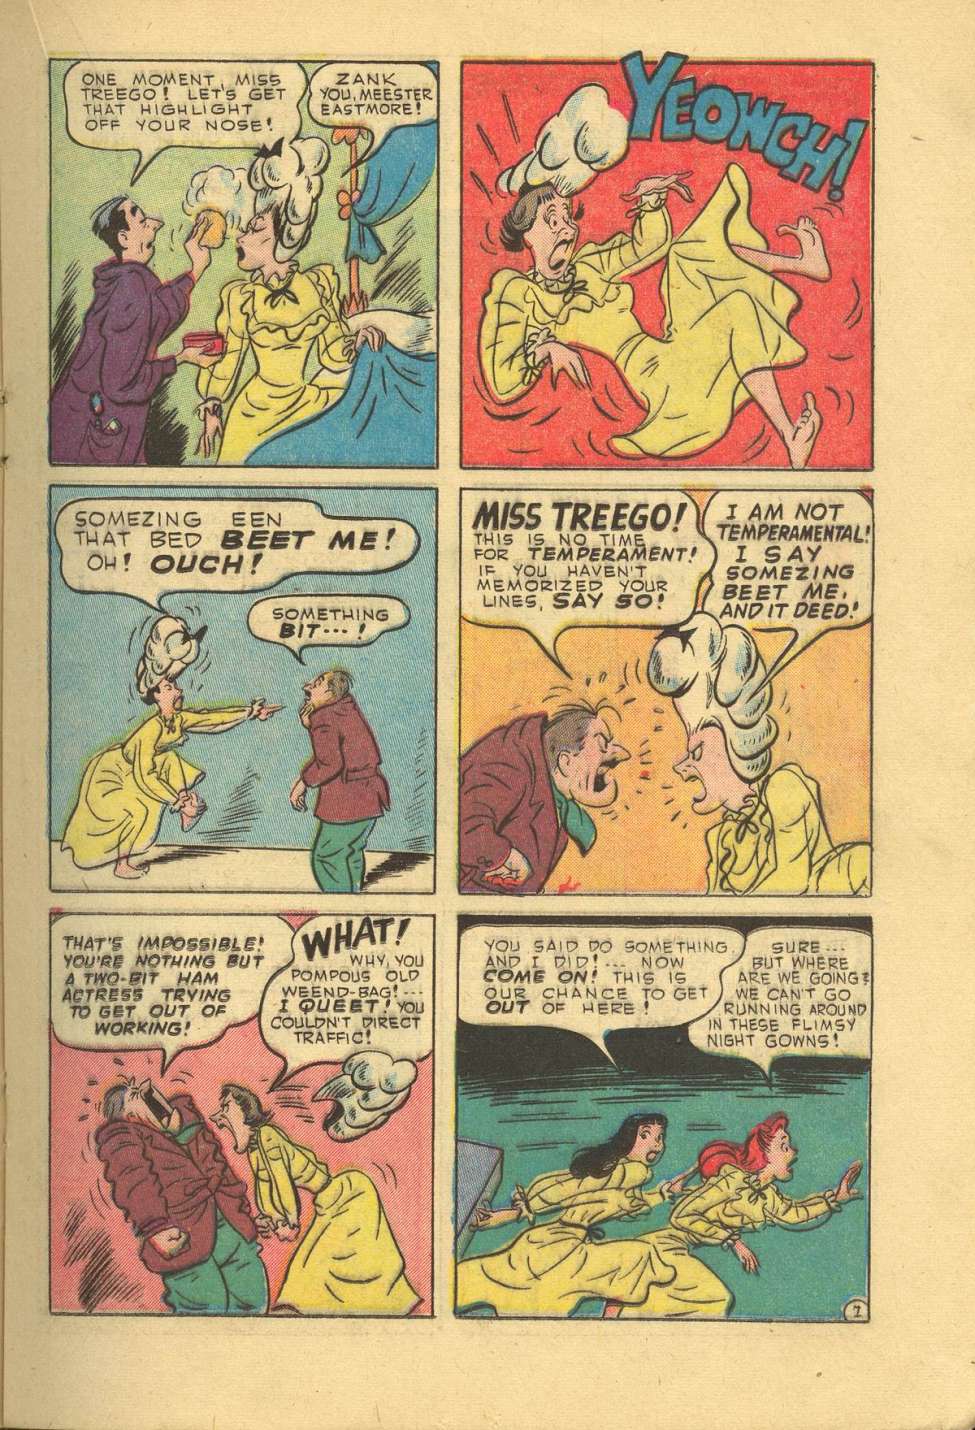 ONE MOMENT, MISS
TREEGO! LET'S GET
THAT HIGHLIGHT
OFF YOUR NOSE!
ZANK
YOU, MEESTER
EASTMORE!
YEOWCH!
SOMEZING EEN
THAT BED BEET ME!
OH! OUCH!
SOMETHING
BIT---!
MISS TREEGO!
THIS IS NO TIME
FOR TEMPERAMENT!
IF YOU HAVEN'T
MEMORIZED YOUR
LINES, SAY SO!
I AM NOT
TEMPERAMENTAL!
I SAY
SOMEZING
BEET ME,
AND IT DEED!
THAT'S IMPOSSIBLE!
YOU'RE NOTHING BUT
A TWO-BIT HAM
ACTRESS TRYING
TO GET OUT OF
WORKING!
WHAT!
WHY, YOU
POMPOUS OLD
WEEND-BAG!---
I QUEET! YOU
COULDN'T DIRECT
TRAFFIC!
YOU SAID DO SOMETHING
AND I DID!--- NOW
COME ON! THIS IS
OUR CHANCE TO GET
OUT OF HERE!
SURE---
BUT WHERE
ARE WE GOING?
WE CAN'T GO
RUNNING AROUND
IN THESE FLIMSY
NIGHT GOWNS!
7